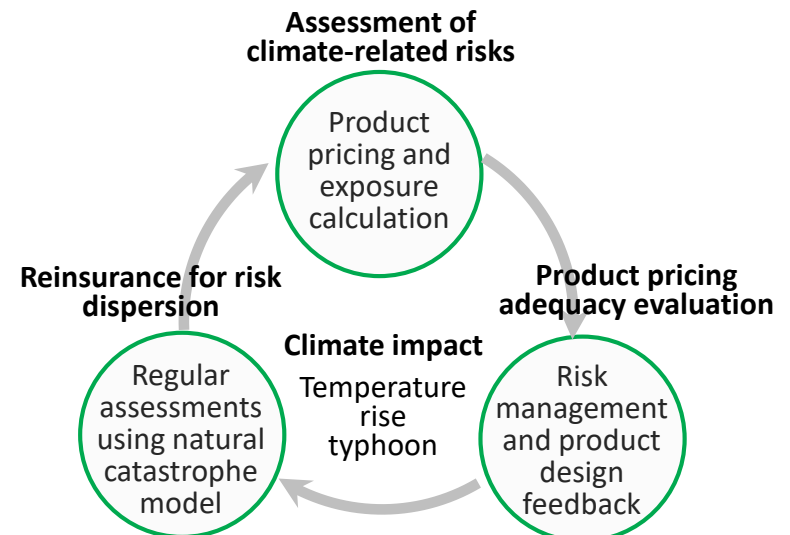 Assessment of
climate-related risks
Product
pricing and
exposure
calculation
Reinsurance for risk
dispersion
Product pricing
adequacy evaluation
Climate impact
Temperature
rise
typhoon
Regular
assessments
using natural
catastrophe
model
Risk
management
and product
design
feedback